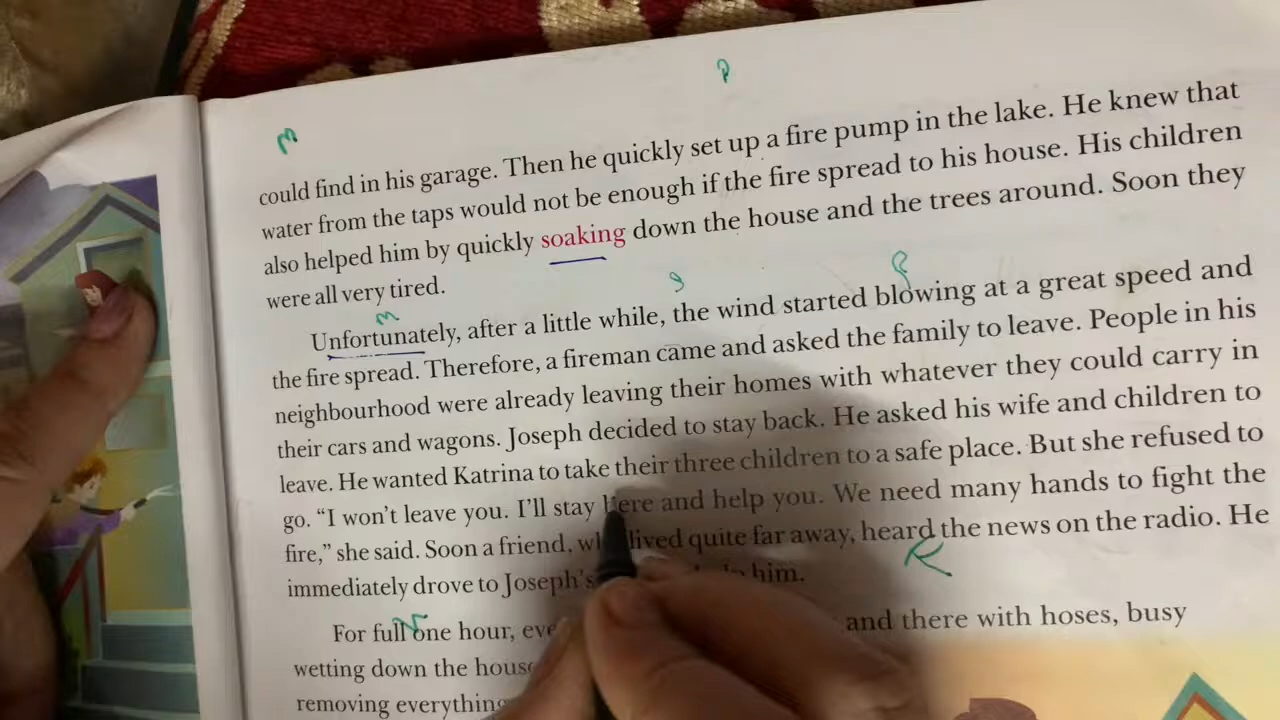 could find in his garage. Then he quickly set up a fire pump in the lake. He knew that
water from the taps would not be enough if the fire spread to his house. His children
also helped him by quickly soaking down the house and the trees around. Soon they
were all very tired.
Unfortunately, after a little while, the wind started blowing at a great speed and
the fire spread. Therefore, a fireman came and asked the family to leave. People in his
neighbourhood were already leaving their homes with whatever they could carry in
their cars and wagons. Joseph decided to stay back. He asked his wife and children to
leave. He wanted Katrina to take their three children to a safe place. But she refused to
go. “I won’t leave you. I’ll stay here and help you. We need many hands to fight the
fire,” she said. Soon a friend, lived quite far away, heard the news on the radio. He
immediately drove to Joseph’s him.
For full one hour, and there with hoses, busy
wetting down the
removing